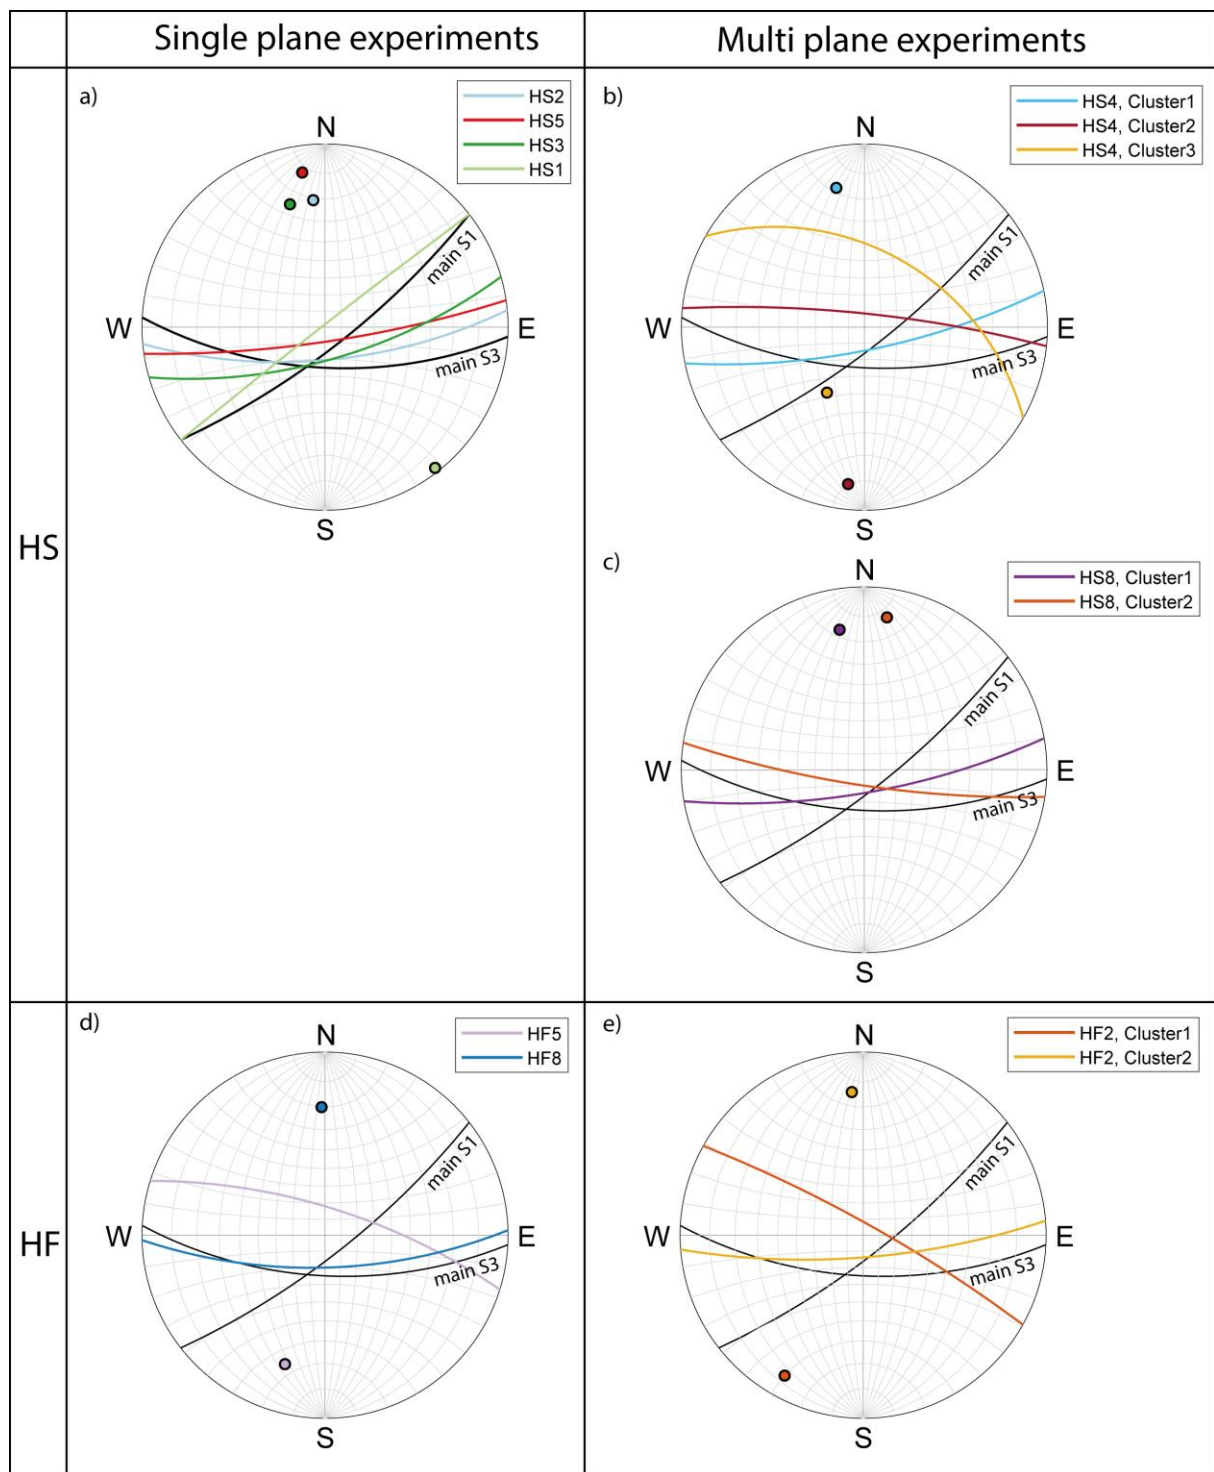 Single plane experiments
Multi plane experiments
HS
a)
HS2
HS5
HS3
HS1
N
W
E
S
main S1
main S3
b)
HS4, Cluster1
HS4, Cluster2
HS4, Cluster3
N
W
E
S
main S1
main S3
c)
HS8, Cluster1
HS8, Cluster2
N
W
E
S
main S1
main S3
HF
d)
HF5
HF8
N
W
E
S
main S1
main S3
e)
HF2, Cluster1
HF2, Cluster2
N
W
E
S
main S1
main S3